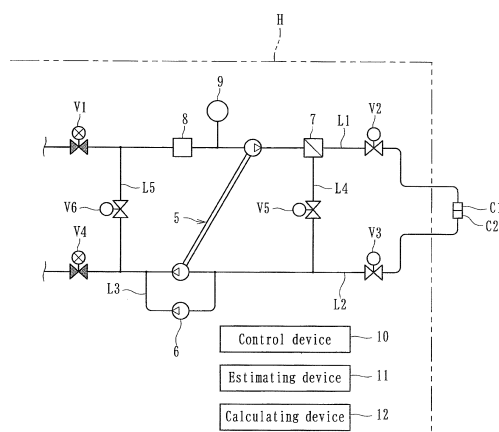 H
9
V1
8
7
L1
V2
L5
L4
V6
5
V5
C1
C2
V4
V3
L3
L2
6
Control device
10
Estimating device
11
Calculating device
12